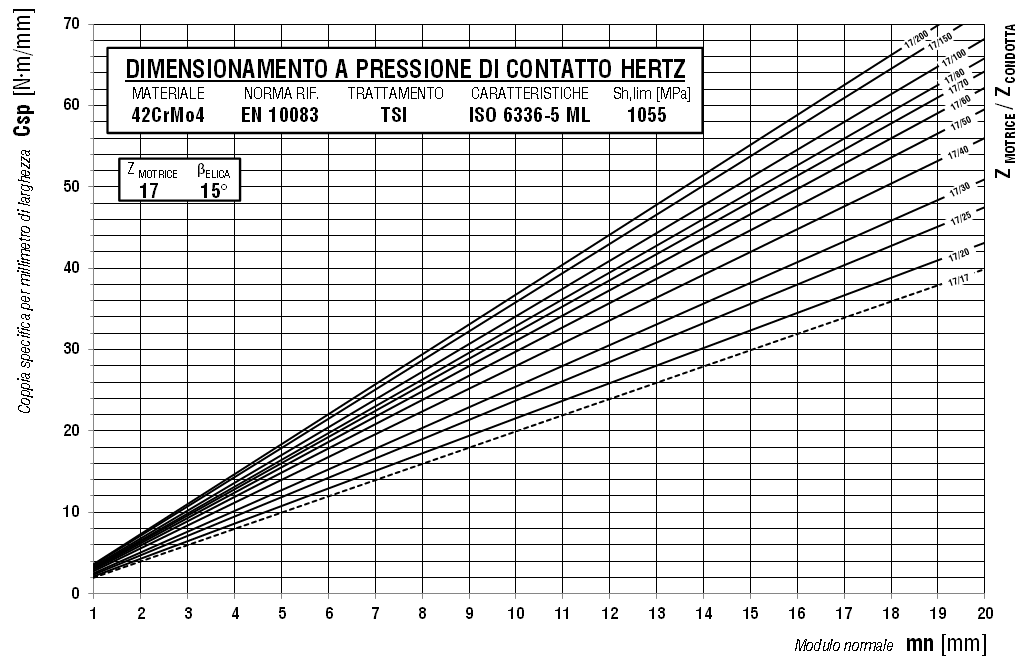 DIMENSIONAMENTO A PRESSIONE DI CONTATTO HERTZ
MATERIALE NORMA RIF. TRATTAMENTO CARATTERISTICHE Sh,lim [MPa]
42CrMo4 EN 10083 TSI ISO 6336-5 ML 1055
Z MOTRICE βELICA
17 15°
Coppia specifica per millimetro di larghezza Csp [N·m/mm]
70
60
50
40
30
20
10
0
1 2 3 4 5 6 7 8 9 10 11 12 13 14 15 16 17 18 19 20
Modulo normale mn [mm]
Z MOTRICE / Z CONDOTTA
17/200
17/150
17/100
17/80
17/70
17/60
17/50
17/40
17/30
17/25
17/20
17/17